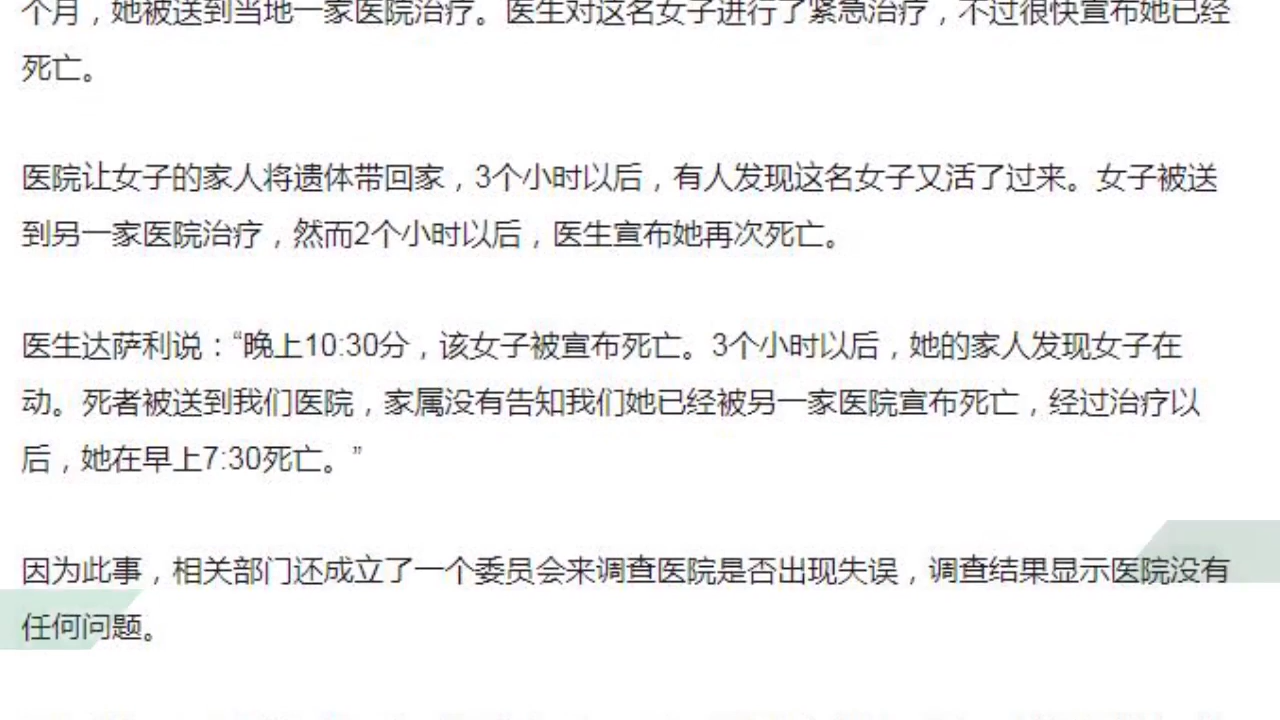 个月，她被送到当地一家医院治疗。医生对这名女子进行了紧急治疗，不过很快宣布她已经
死亡。
医院让女子的家人将遗体带回家，3个小时以后，有人发现这名女子又活了过来。女子被送
到另一家医院治疗，然而2个小时以后，医生宣布她再次死亡。
医生达萨利说：“晚上10:30分，该女子被宣布死亡。3个小时以后，她的家人发现女子在
动。死者被送到我们医院，家属没有告知我们她已经被另一家医院宣布死亡，经过治疗以
后，她在早上7:30死亡。”
因为此事，相关部门还成立了一个委员会来调查医院是否出现失误，调查结果显示医院没有
任何问题。